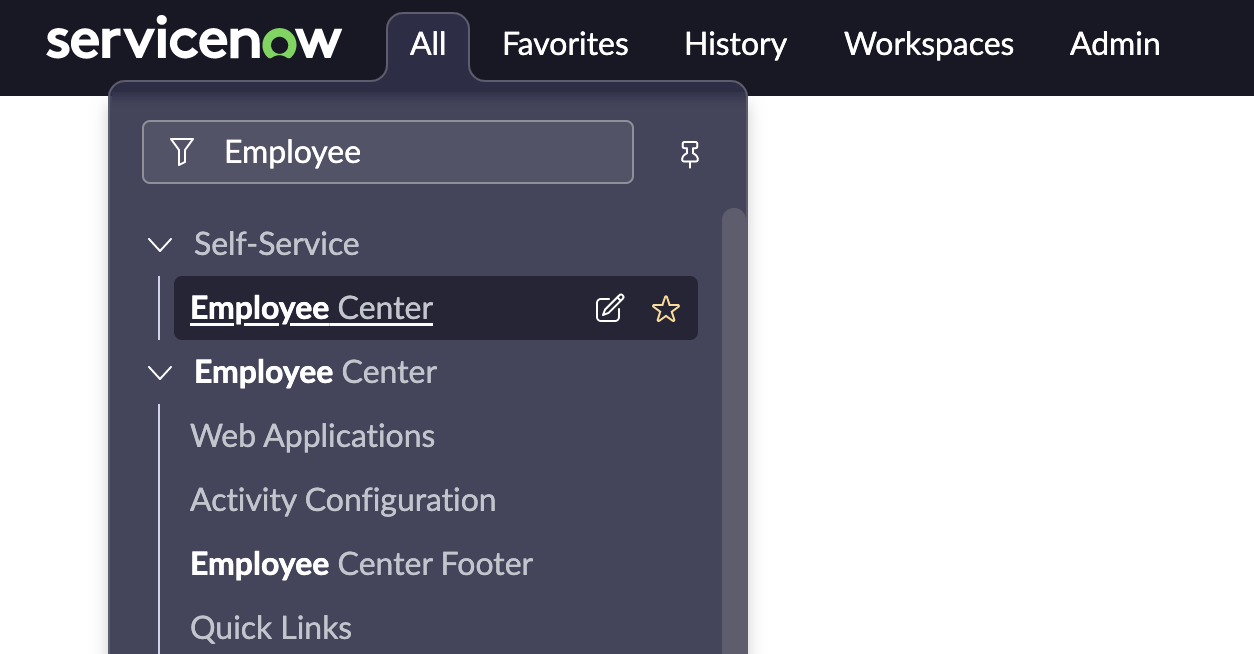 servicenow All Favorites History Workspaces Admin
Employee
Self-Service
Employee Center
Employee Center
Web Applications
Activity Configuration
Employee Center Footer
Quick Links